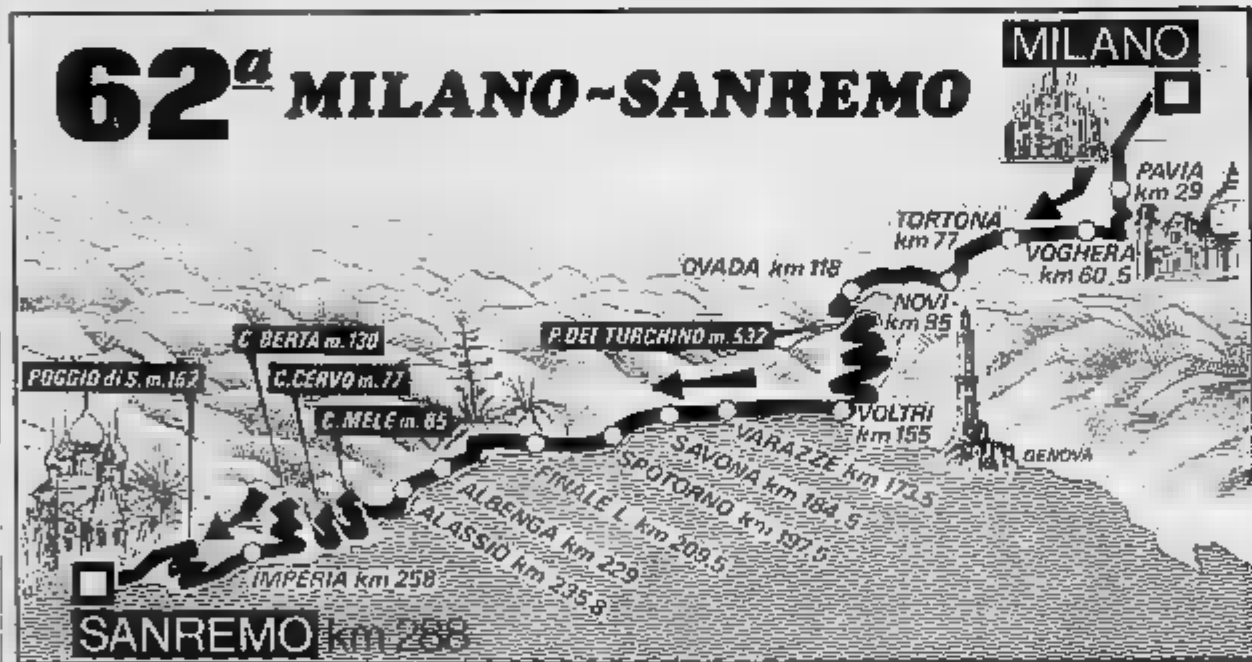 62ª MILANO~SANREMO
MILANO
PAVIA
km 29
TORTONA
km 77
VOGHERA
km 60,5
OVADA km 118
NOVI
km 95
P. DEL TURCHINO m. 532
C. BERTA m. 130
POGGIO di S. m. 162
C. CERVO m. 77
C. MELE m. 65
VOLTRI
km 155
GENOVA
VARAZZE km 173,5
SAVONA km 184,5
SPOTORNO km 197,5
FINALE L. km 209,5
ALBENGA km 229
ALASSIO km 235,8
IMPERIA km 258
SANREMO km 288